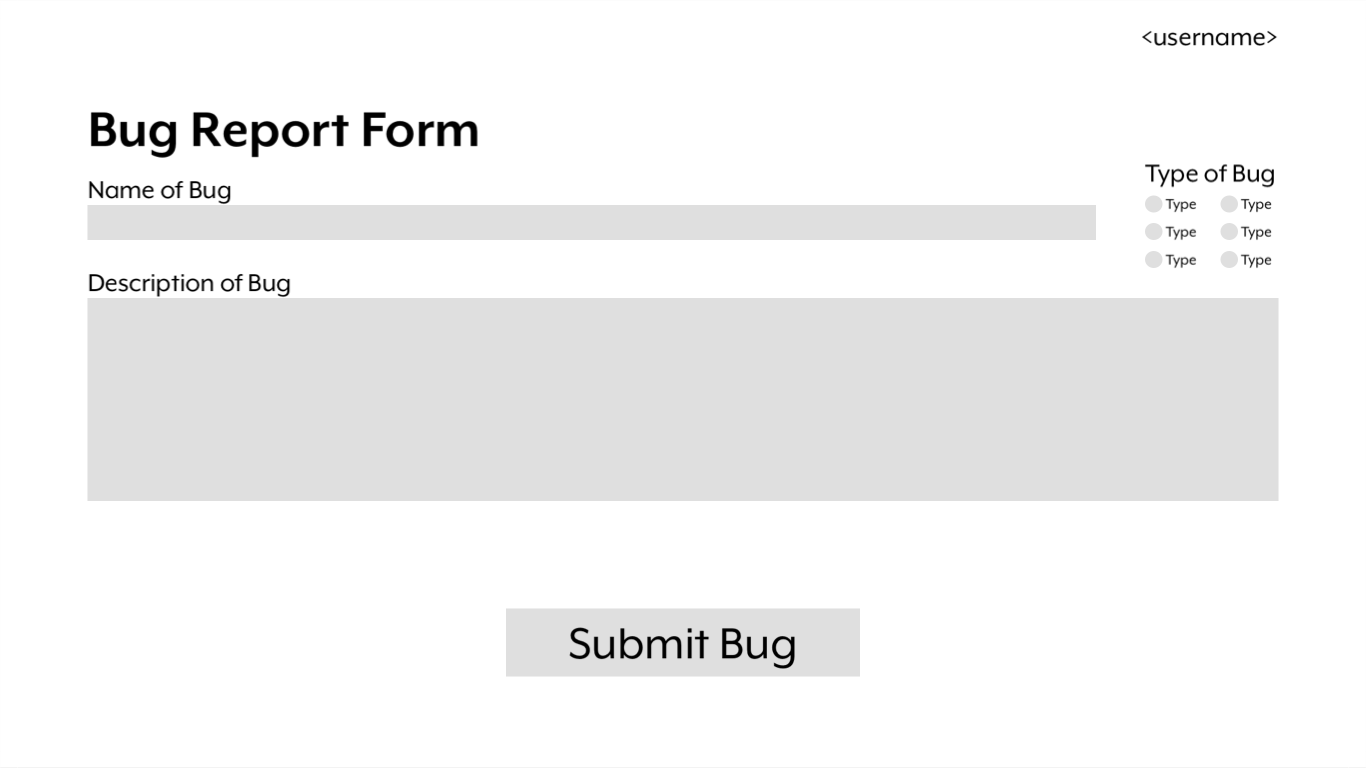 <username>
Bug Report Form
Name of Bug
Type of Bug
Type Type
Type Type
Type Type
Description of Bug
Submit Bug